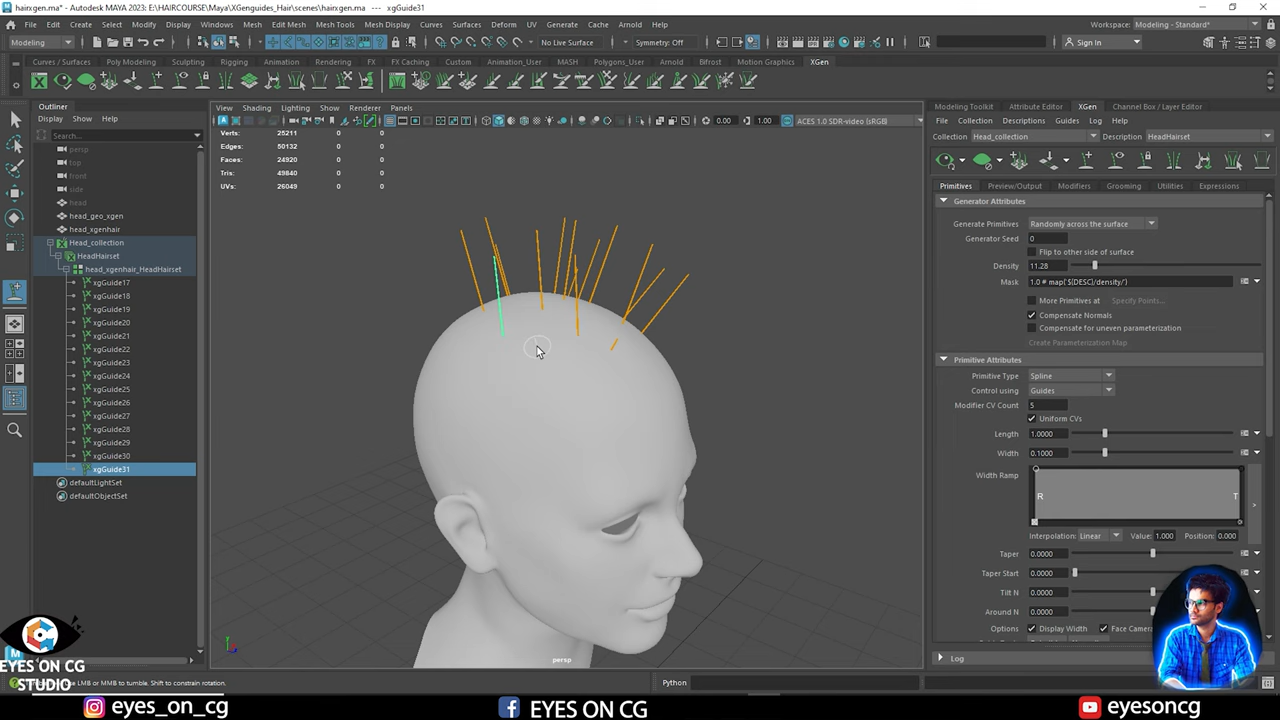 hairxgen.ma* - Autodesk MAYA 2023: E:\HAIRCOURSE\Maya\XGenguides_Hair\scenes\hairxgen.ma* --- xgGuide31
File Edit Create Select Modify Display Windows Mesh Edit Mesh Mesh Tools Mesh Display Curves Surfaces Deform UV Generate Cache Arnold Help
Workspace: Modeling - Standard*
Modeling
No Live Surface
Symmetry: Off
Sign In
Curves / Surfaces Poly Modeling Sculpting Rigging Animation Rendering FX FX Caching Custom Animation_User MASH Polygons_User Arnold Bifrost Motion Graphics XGen
Outliner
Display Show Help
Search...
persp
top
front
side
head
head_geo_xgen
head_xgenhair
Head_collection
HeadHairset
head_xgenhair_HeadHairset
xgGuide17
xgGuide18
xgGuide19
xgGuide20
xgGuide21
xgGuide22
xgGuide23
xgGuide24
xgGuide25
xgGuide26
xgGuide27
xgGuide28
xgGuide29
xgGuide30
xgGuide31
defaultLightSet
defaultObjectSet
View Shading Lighting Show Renderer Panels
0.00
1.00
ACES 1.0 SDR-video (sRGB)
Verts: 25211 0 0
Edges: 50132 0 0
Faces: 24920 0 0
Tris: 49840 0 0
UVs: 26049 0 0
persp
Modeling Toolkit Attribute Editor XGen Channel Box / Layer Editor
File Collection Descriptions Guides Log Help
Collection Head_collection Description HeadHairset
Primitives Preview/Output Modifiers Grooming Utilities Expressions
Generator Attributes
Generate Primitives Randomly across the surface
Generator Seed 0
Flip to other side of surface
Density 11.28
Mask 1.0 # map('${DESC}/density/')
More Primitives at Specify Points...
Compensate Normals
Compensate for uneven parameterization
Create Parameterization Map
Primitive Attributes
Primitive Type Spline
Control using Guides
Modifier CV Count 5
Uniform CVs
Length 1.0000
Width 0.1000
Width Ramp
R T
Interpolation: Linear Value: 1.000 Position: 0.000
Taper 0.0000
Taper Start 0.0000
Tilt N 0.0000
Around N 0.0000
Options Display Width Face Camera
Log
Use LMB or MMB to tumble. Shift to constrain rotation.
Python
EYES ON CG
STUDIO
eyes_on_cg
EYES ON CG
eyesoncg